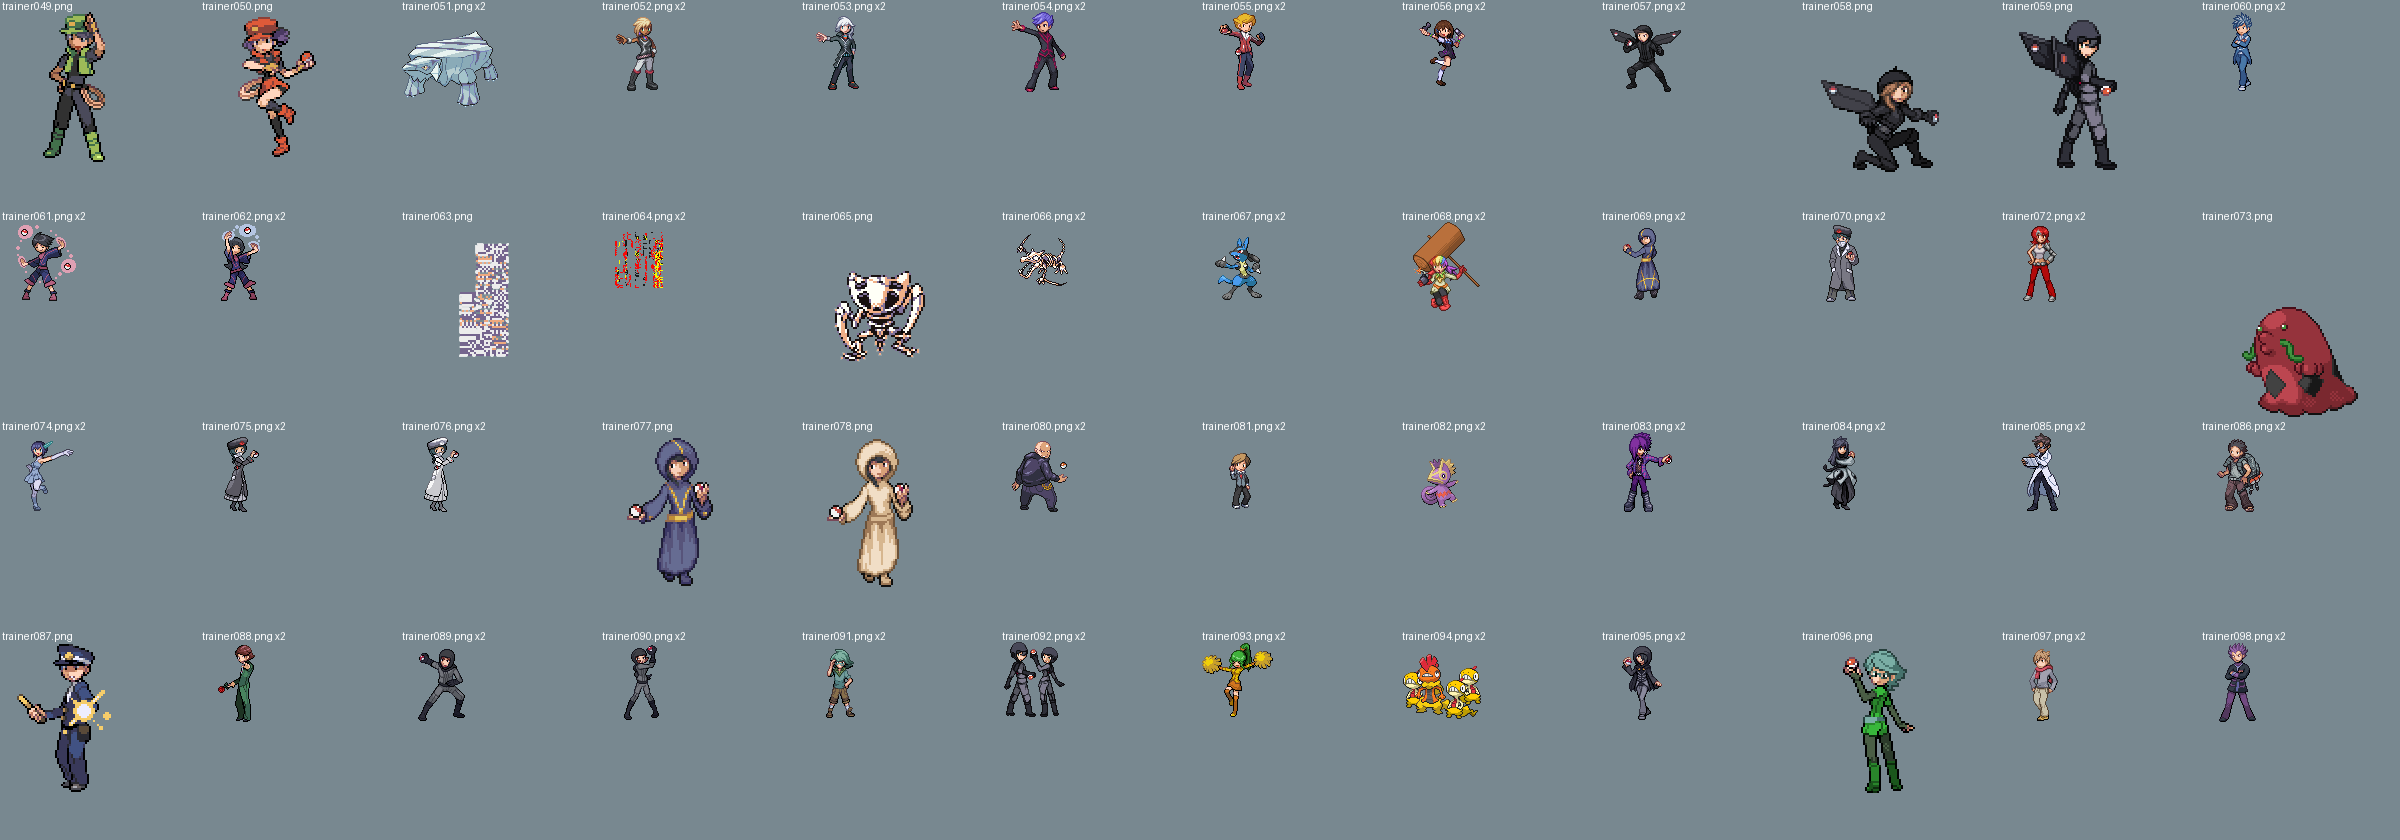 trainer049.png
trainer050.png
trainer051.png x2
trainer052.png x2
trainer053.png x2
trainer054.png x2
trainer055.png x2
trainer056.png x2
trainer057.png x2
trainer058.png
trainer059.png
trainer060.png x2
trainer061.png x2
trainer062.png x2
trainer063.png
trainer064.png x2
trainer065.png
trainer066.png x2
trainer067.png x2
trainer068.png x2
trainer069.png x2
trainer070.png x2
trainer072.png x2
trainer073.png
trainer074.png x2
trainer075.png x2
trainer076.png x2
trainer077.png
trainer078.png
trainer080.png x2
trainer081.png x2
trainer082.png x2
trainer083.png x2
trainer084.png x2
trainer085.png x2
trainer086.png x2
trainer087.png
trainer088.png x2
trainer089.png x2
trainer090.png x2
trainer091.png x2
trainer092.png x2
trainer093.png x2
trainer094.png x2
trainer095.png x2
trainer096.png
trainer097.png x2
trainer098.png x2